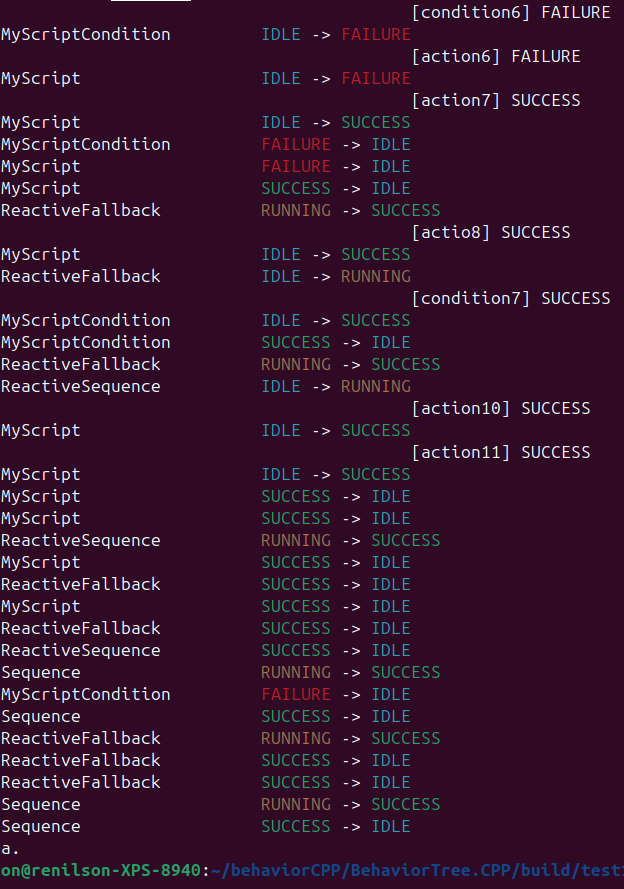 [condition6] FAILURE
MyScriptCondition IDLE -> FAILURE
[action6] FAILURE
MyScript IDLE -> FAILURE
[action7] SUCCESS
MyScript IDLE -> SUCCESS
MyScriptCondition FAILURE -> IDLE
MyScript FAILURE -> IDLE
MyScript SUCCESS -> IDLE
ReactiveFallback RUNNING -> SUCCESS
[actio8] SUCCESS
MyScript IDLE -> SUCCESS
ReactiveFallback IDLE -> RUNNING
[condition7] SUCCESS
MyScriptCondition IDLE -> SUCCESS
MyScriptCondition SUCCESS -> IDLE
ReactiveFallback RUNNING -> SUCCESS
ReactiveSequence IDLE -> RUNNING
[action10] SUCCESS
MyScript IDLE -> SUCCESS
[action11] SUCCESS
MyScript IDLE -> SUCCESS
MyScript SUCCESS -> IDLE
MyScript SUCCESS -> IDLE
ReactiveSequence RUNNING -> SUCCESS
MyScript SUCCESS -> IDLE
ReactiveFallback SUCCESS -> IDLE
MyScript SUCCESS -> IDLE
ReactiveFallback SUCCESS -> IDLE
ReactiveSequence SUCCESS -> IDLE
Sequence RUNNING -> SUCCESS
MyScriptCondition FAILURE -> IDLE
Sequence SUCCESS -> IDLE
ReactiveFallback RUNNING -> SUCCESS
ReactiveFallback SUCCESS -> IDLE
ReactiveFallback SUCCESS -> IDLE
Sequence RUNNING -> SUCCESS
Sequence SUCCESS -> IDLE
a.
on@renilson-XPS-8940:~/behaviorCPP/BehaviorTree.CPP/build/test